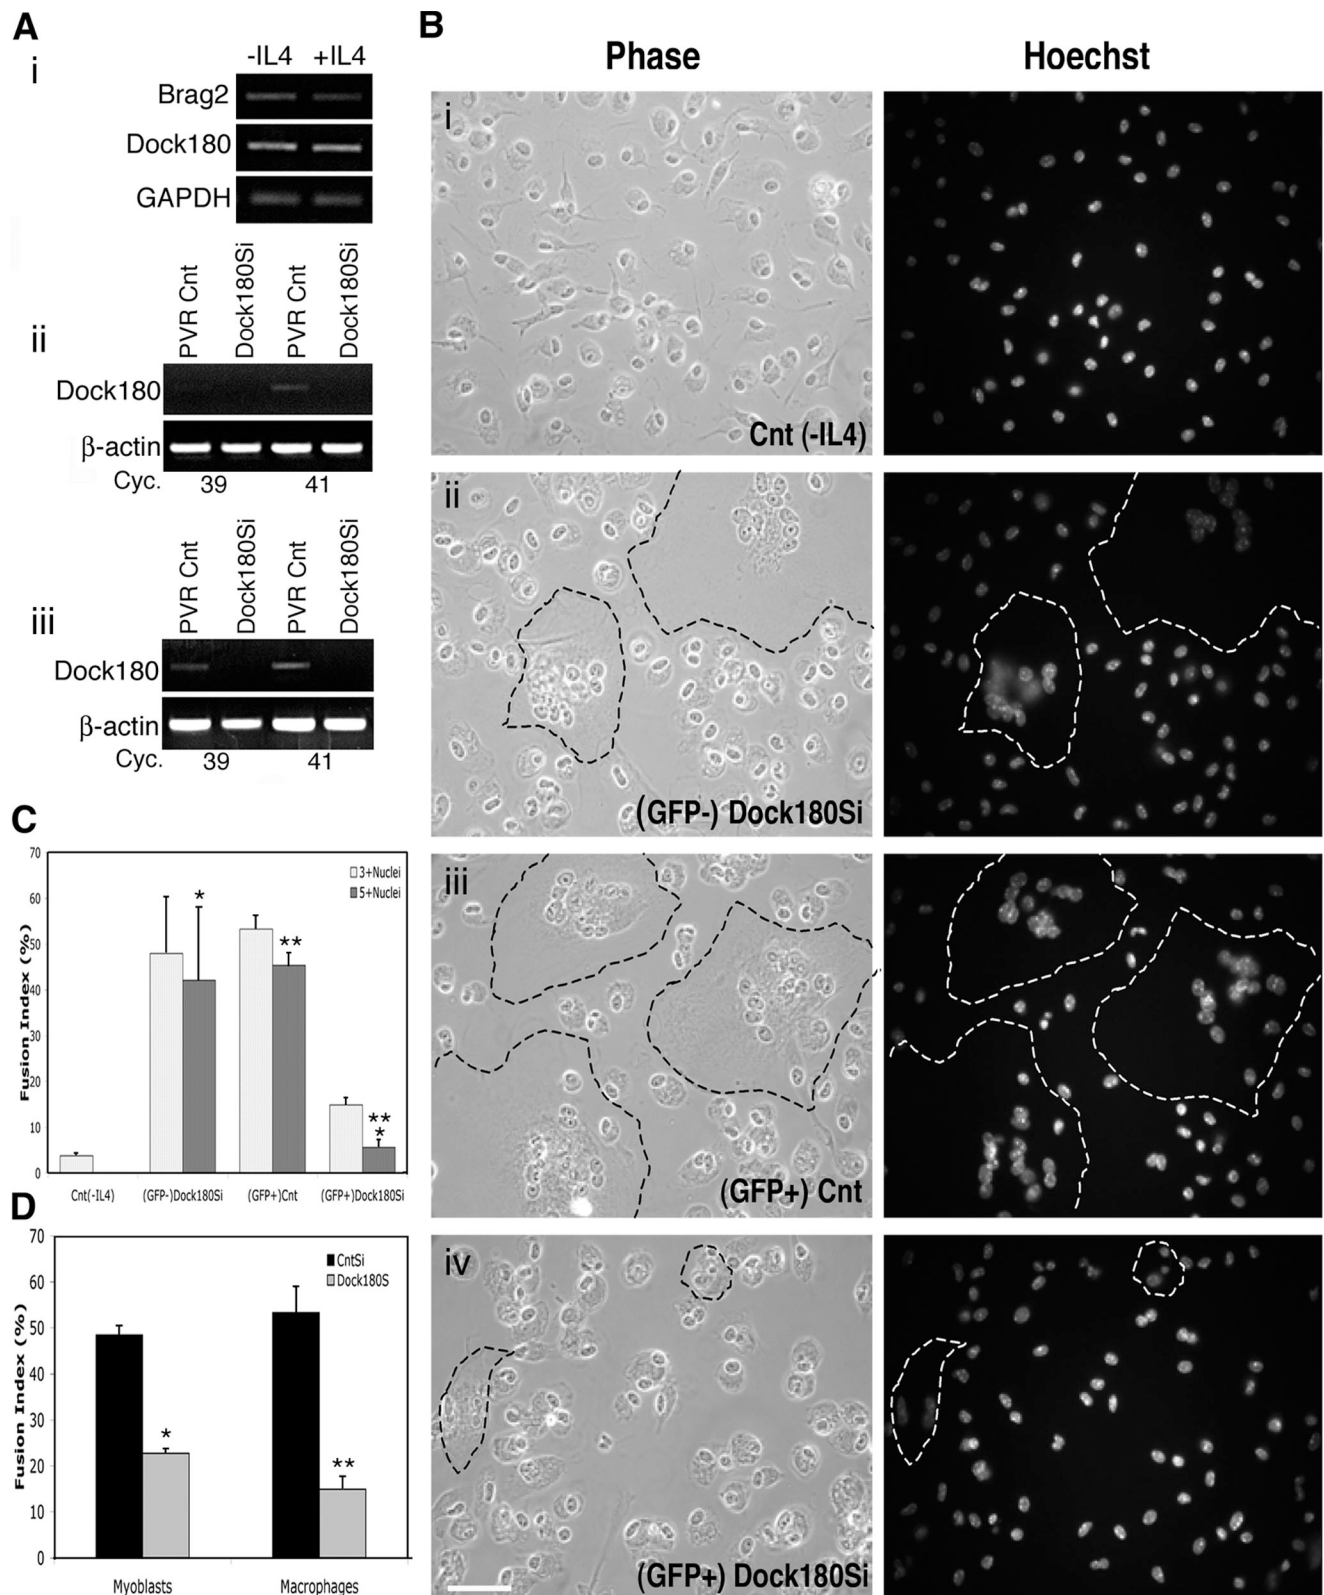 A
i
-IL4 +IL4
Brag2
Dock180
GAPDH
ii
PVR Cnt
Dock180Si
PVR Cnt
Dock180Si
Dock180
β-actin
Cyc. 39 41
iii
PVR Cnt
Dock180Si
PVR Cnt
Dock180Si
Dock180
β-actin
Cyc. 39 41
B
Phase Hoechst
i
Cnt (-IL4)
ii
(GFP-) Dock180Si
iii
(GFP+) Cnt
iv
(GFP+) Dock180Si
C
70
60
50
40
30
20
10
0
Fusion Index (%)
3+Nuclei
5+Nuclei
*
**
**
*
Cnt(-IL4) (GFP-)Dock180Si (GFP+)Cnt (GFP+)Dock180Si
D
70
60
50
40
30
20
10
0
Fusion Index (%)
CntSi
Dock180S
*
**
Myoblasts Macrophages